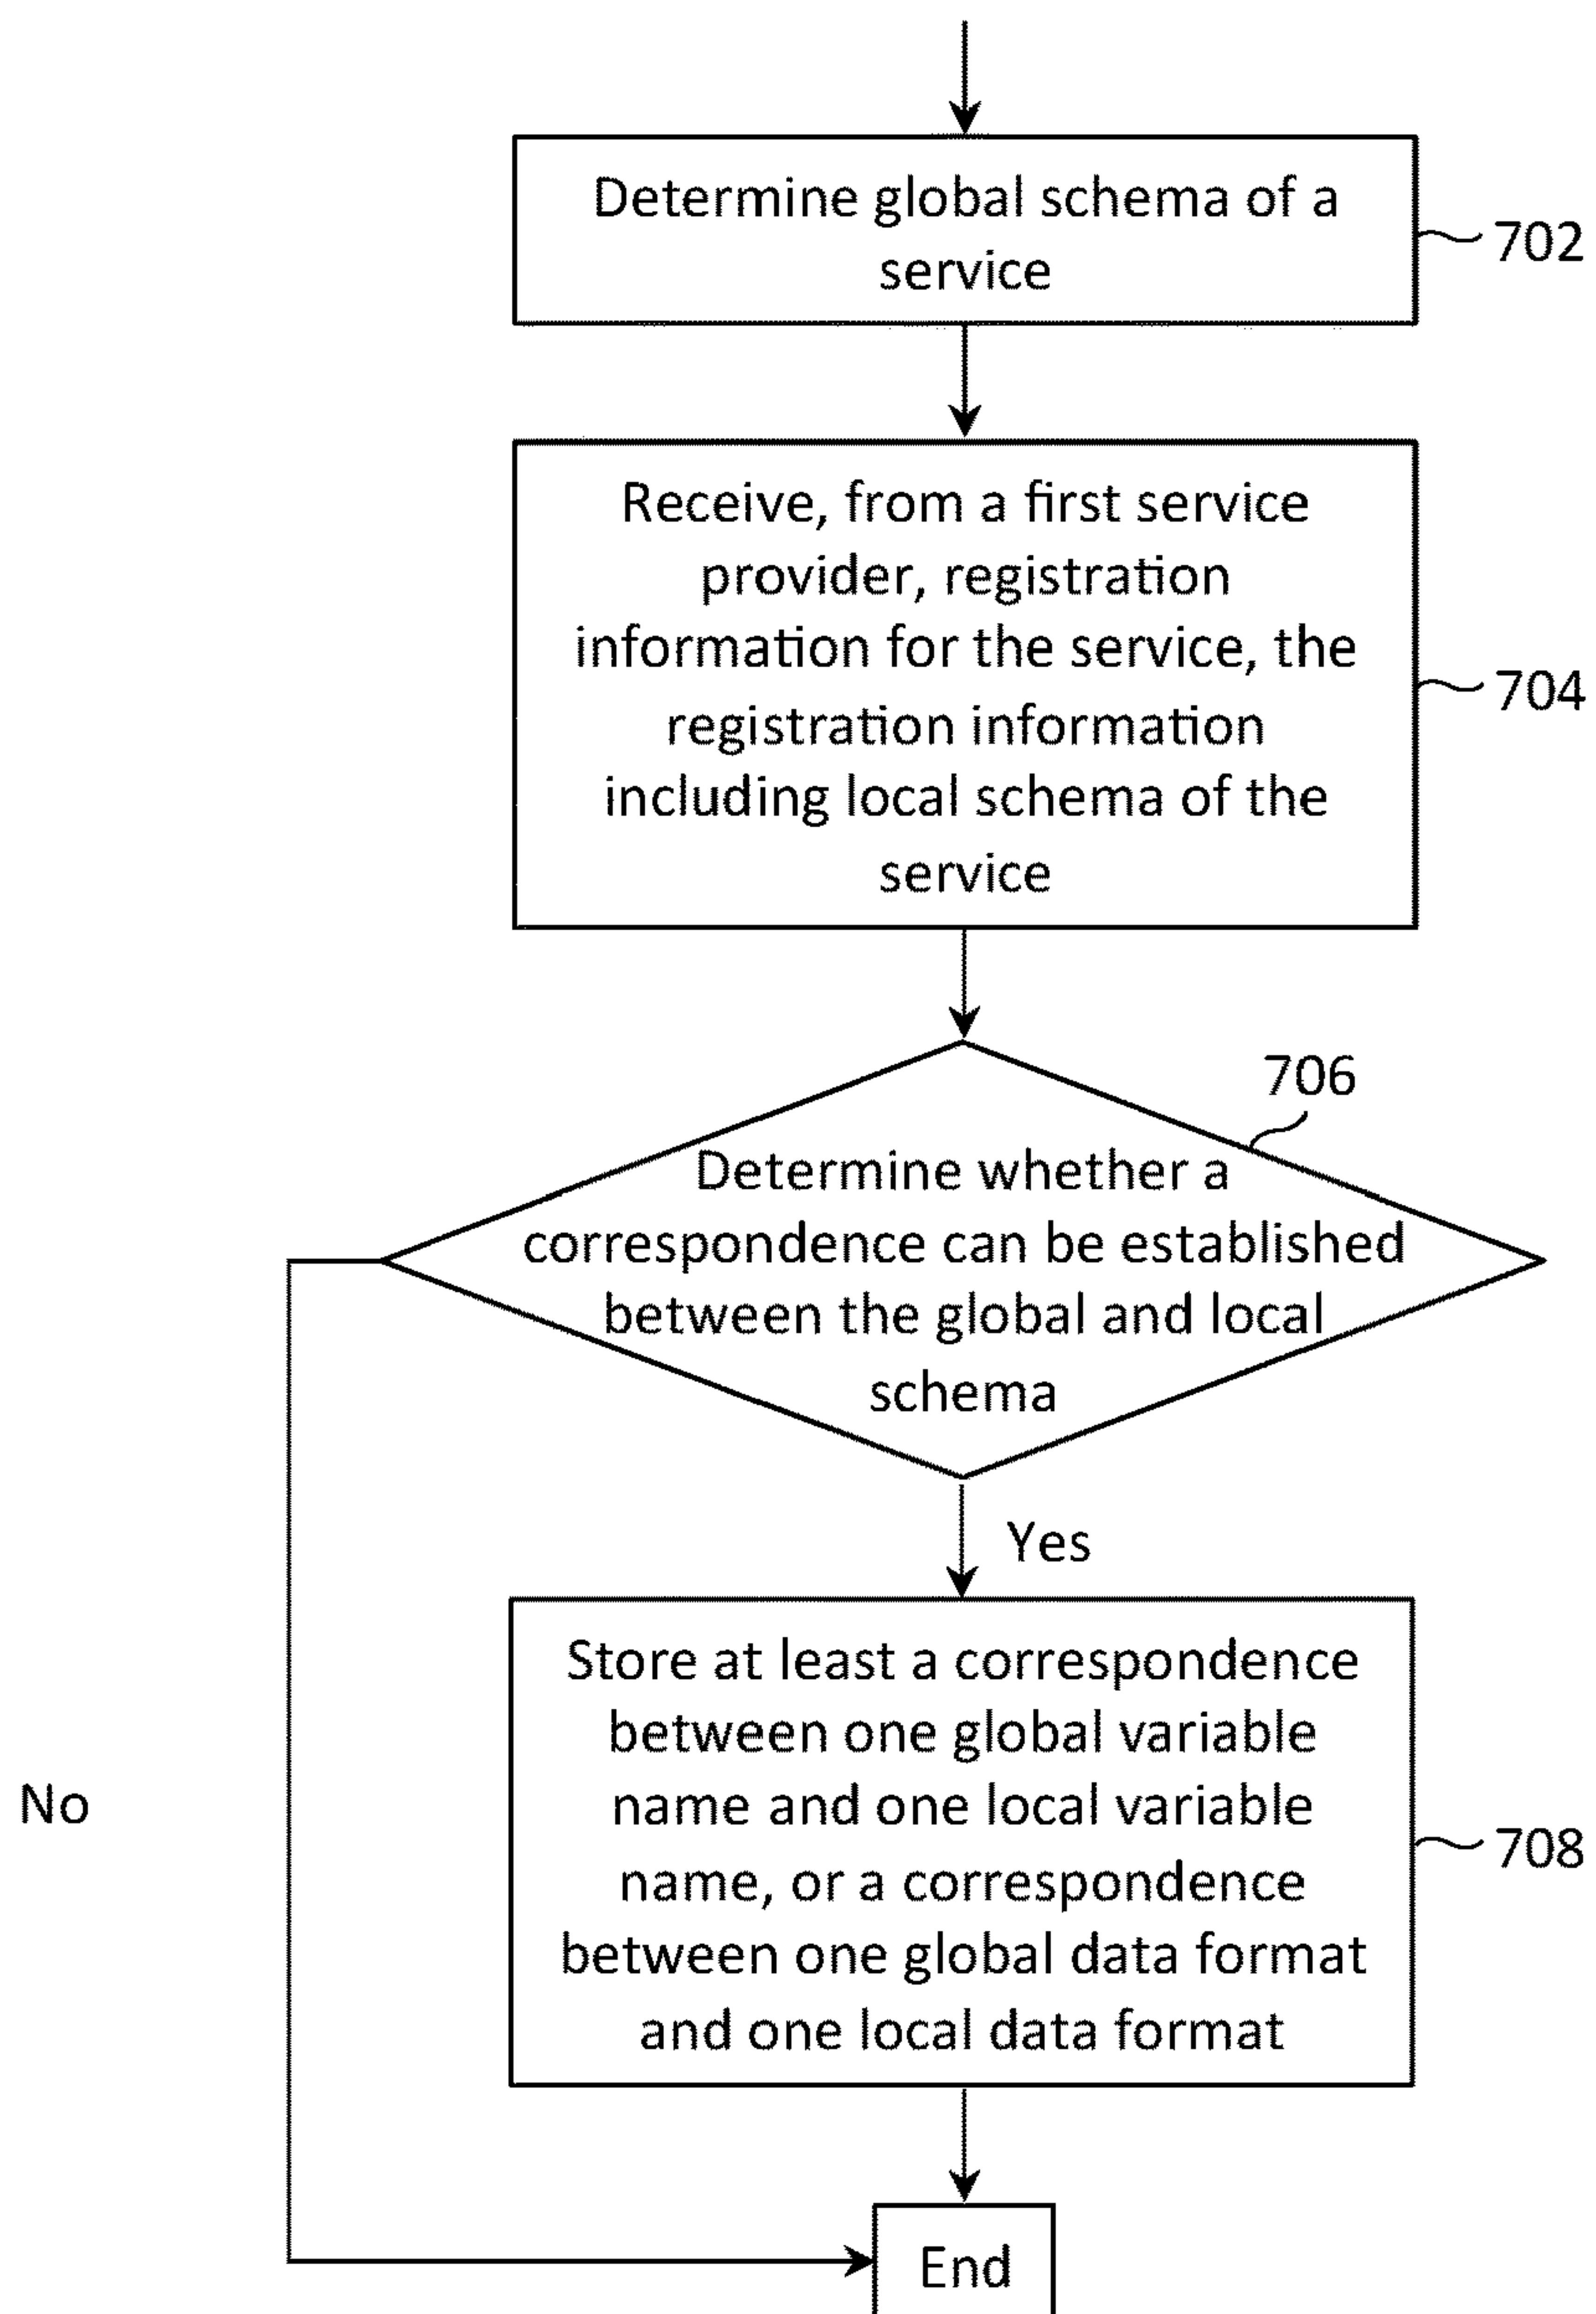 Determine global schema of a
service
702
Receive, from a first service
provider, registration
information for the service, the
registration information
including local schema of the
service
704
706
Determine whether a
correspondence can be established
between the global and local
schema
Yes
Store at least a correspondence
between one global variable
name and one local variable
name, or a correspondence
between one global data format
and one local data format
No
708
End